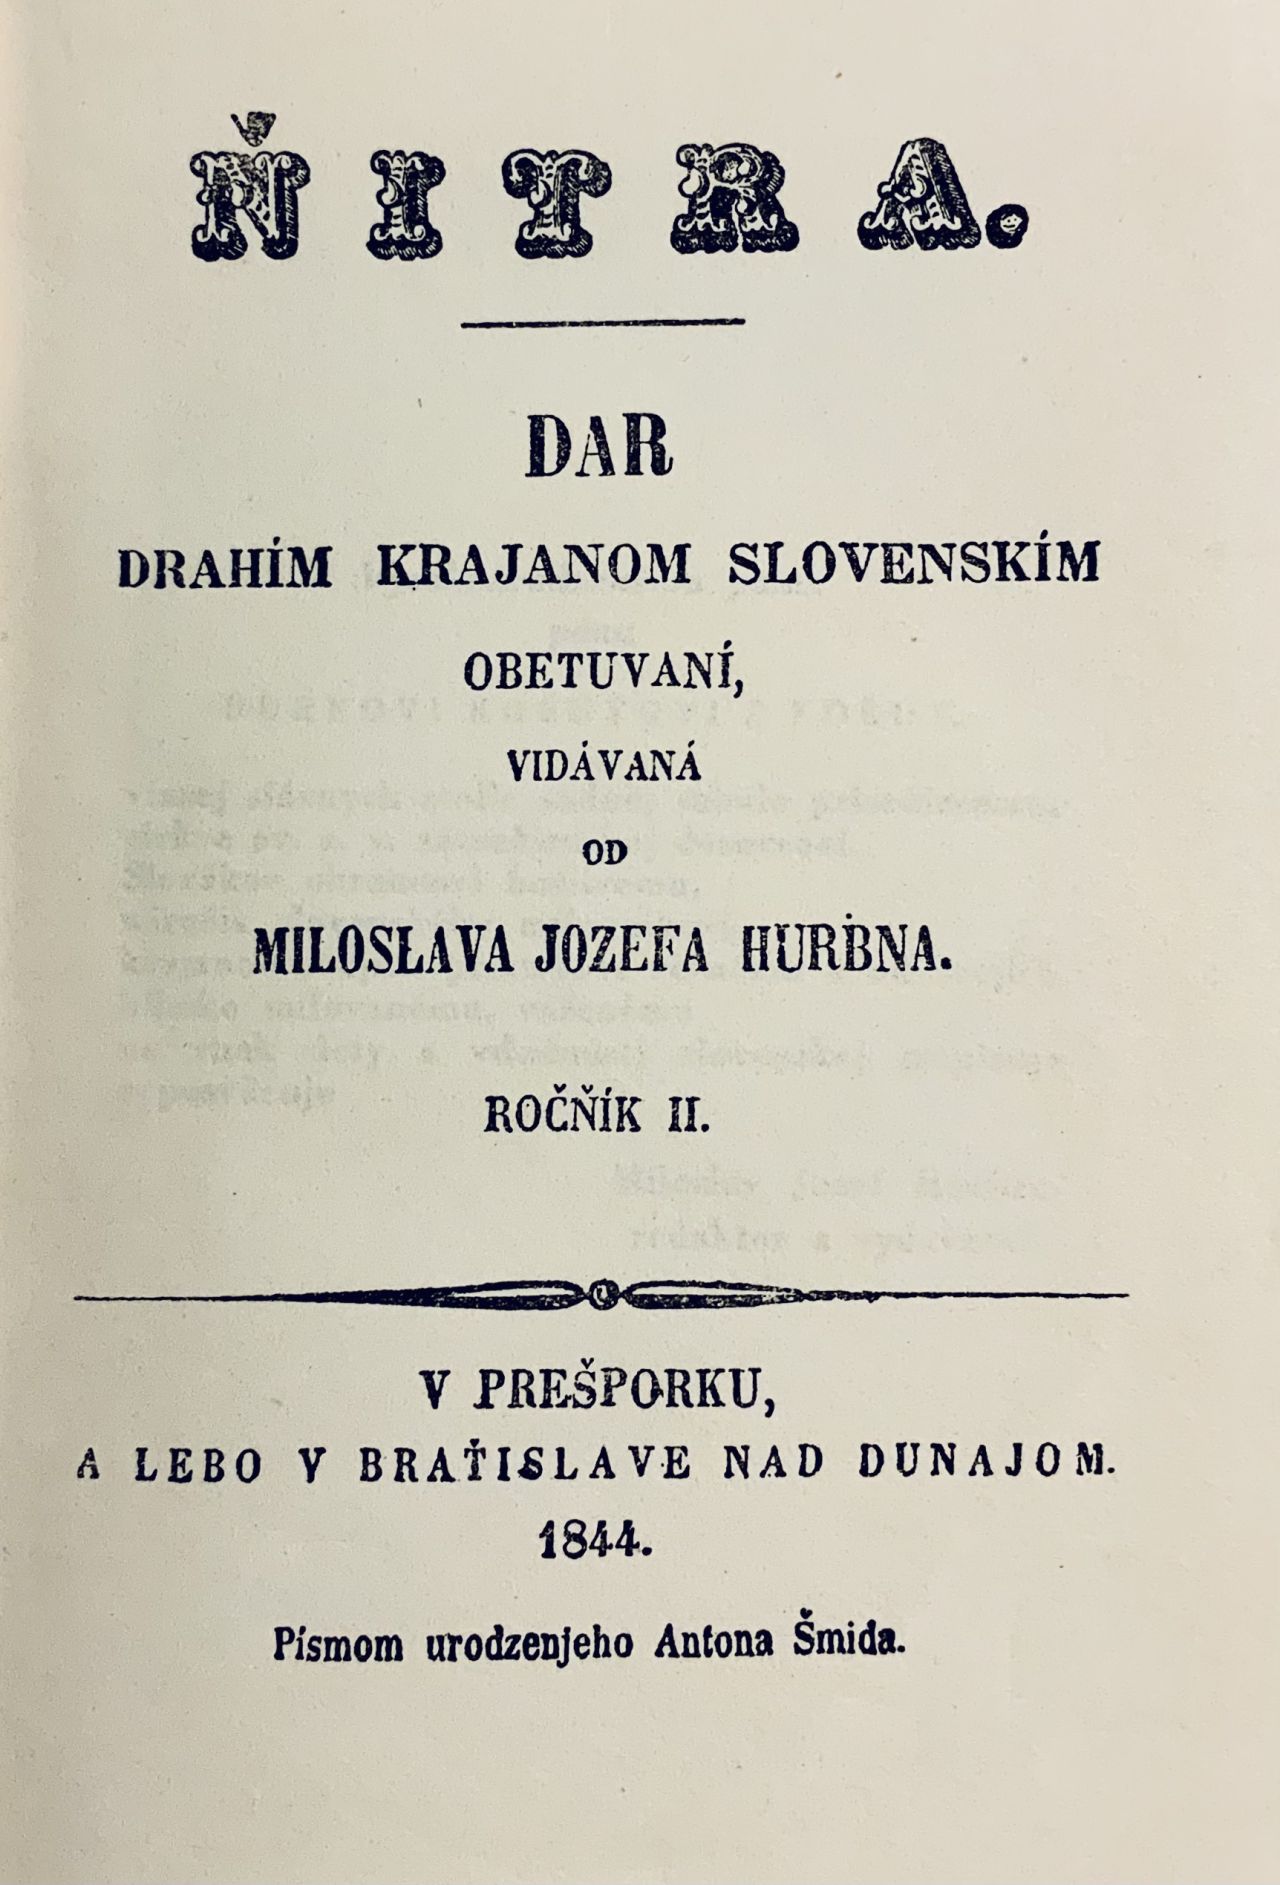 ŇITRA.
DAR
DRAHÍM KRAJANOM SLOVENSKÍM
OBETUVANÍ,
VIDÁVANÁ
OD
MILOSLAVA JOZEFA HURBNA.
ROČŇÍK II.
V PREŠPORKU,
A LEBO V BRAŤISLAVE NAD DUNAJOM.
1844.
Písmom urodzenjeho Antona Šmida.